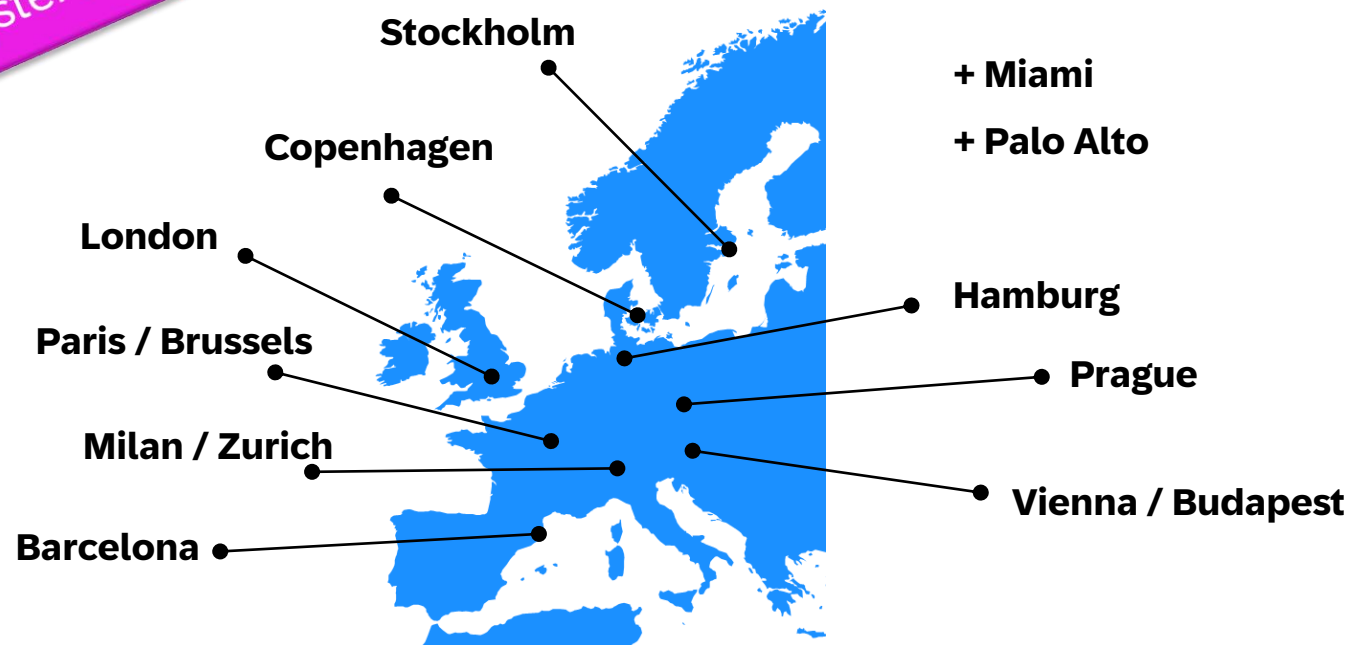 Stockholm
+ Miami
+ Palo Alto
Copenhagen
London
Hamburg
Paris / Brussels
Prague
Milan / Zurich
Vienna / Budapest
Barcelona